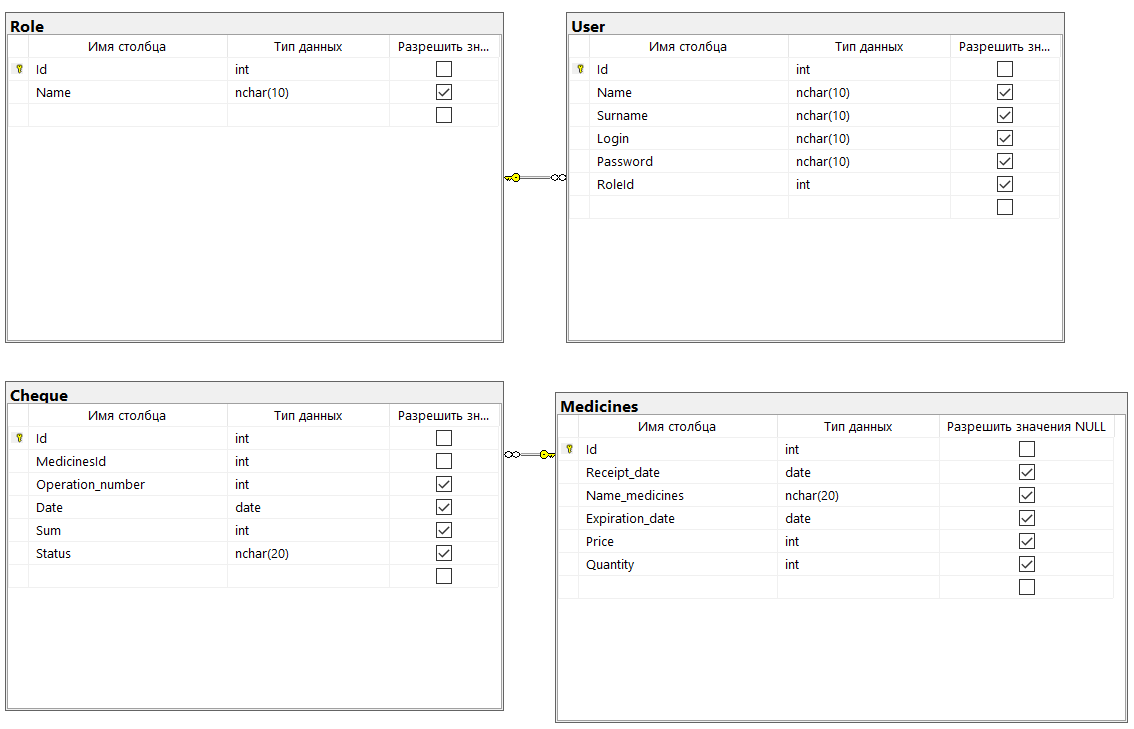 Role
Имя столбца Тип данных Разрешить зн...
Id int
Name nchar(10)
User
Имя столбца Тип данных Разрешить зн...
Id int
Name nchar(10)
Surname nchar(10)
Login nchar(10)
Password nchar(10)
RoleId int
Cheque
Имя столбца Тип данных Разрешить зн...
Id int
MedicinesId int
Operation_number int
Date date
Sum int
Status nchar(20)
Medicines
Имя столбца Тип данных Разрешить значения NULL
Id int
Receipt_date date
Name_medicines nchar(20)
Expiration_date date
Price int
Quantity int